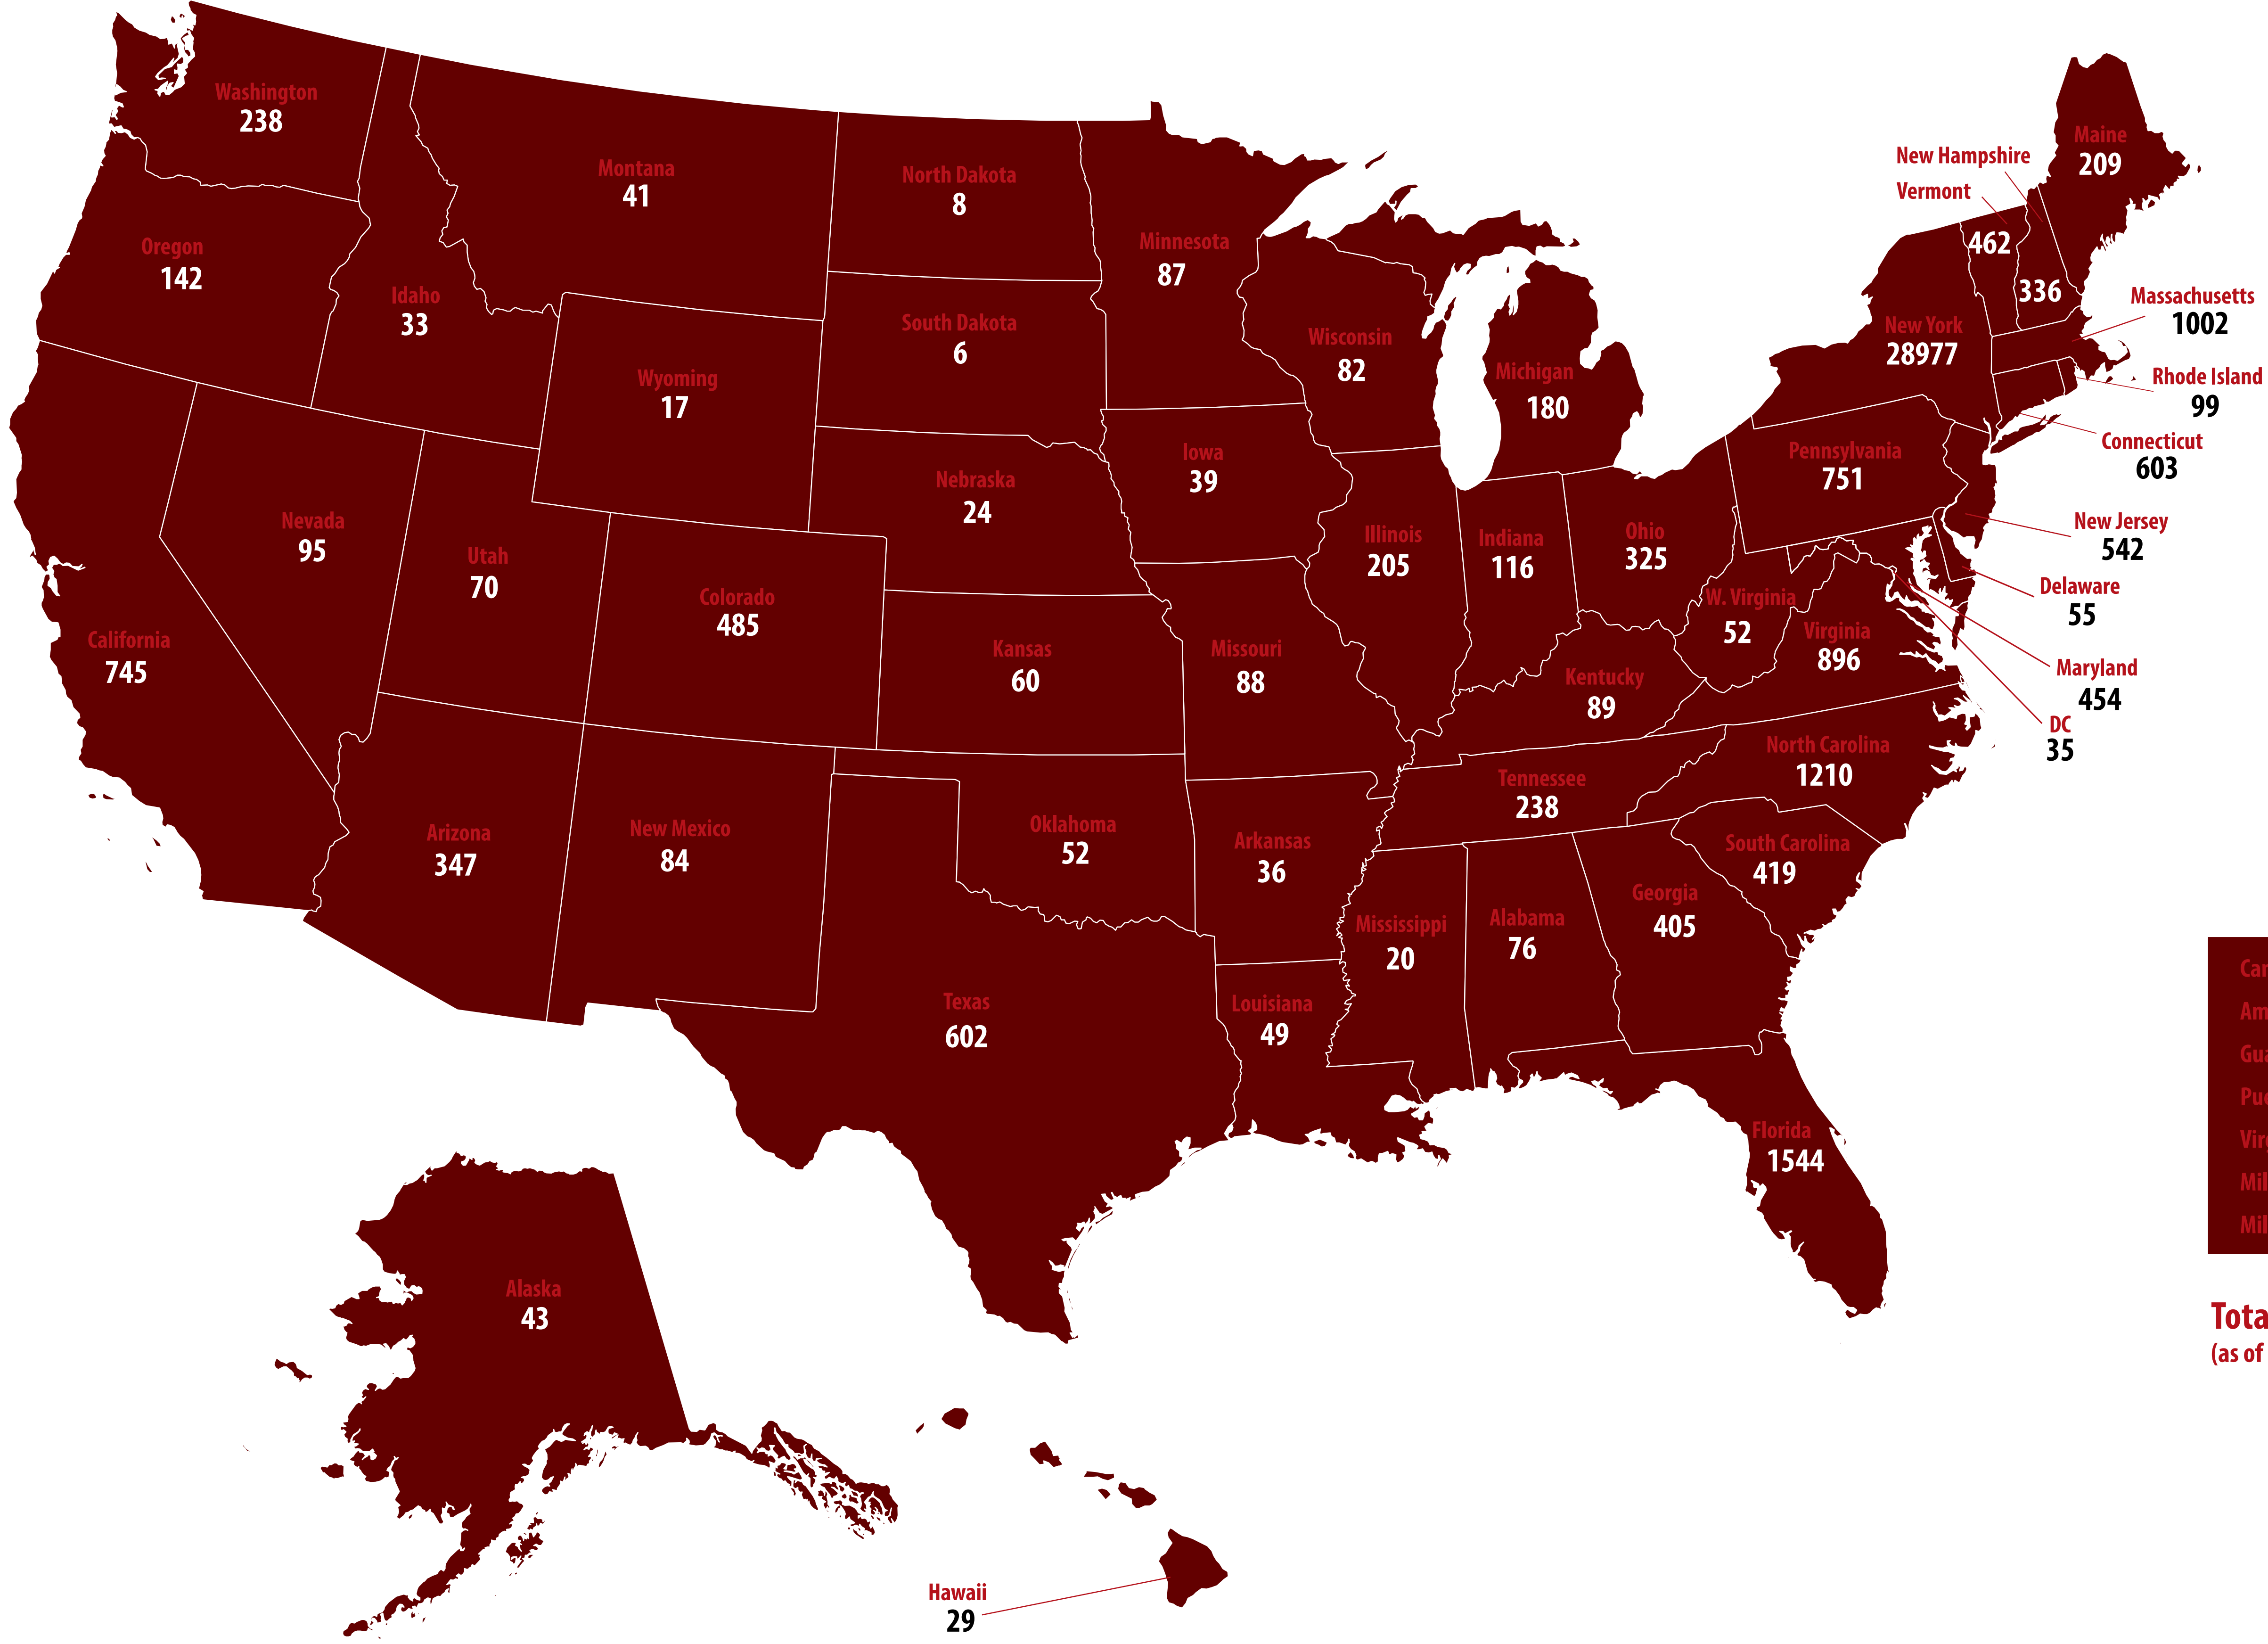 Washington
238
Montana
41
North Dakota
8
Minnesota
87
Maine
209
New Hampshire
Vermont
462
336
Oregon
142
Idaho
33
Wyoming
17
South Dakota
6
Wisconsin
82
Michigan
180
New York
28977
Massachusetts
1002
Rhode Island
99
Connecticut
603
Nevada
95
Utah
70
Colorado
485
Nebraska
24
Iowa
39
Illinois
205
Indiana
116
Ohio
325
Pennsylvania
751
New Jersey
542
Delaware
55
California
745
Kansas
60
Missouri
88
Kentucky
89
W. Virginia
52
Virginia
896
Maryland
454
DC
35
Arizona
347
New Mexico
84
Oklahoma
52
Arkansas
36
Tennessee
238
North Carolina
1210
South Carolina
419
Texas
602
Louisiana
49
Mississippi
20
Alabama
76
Georgia
405
Florida
1544
Alaska
43
Hawaii
29
(as of